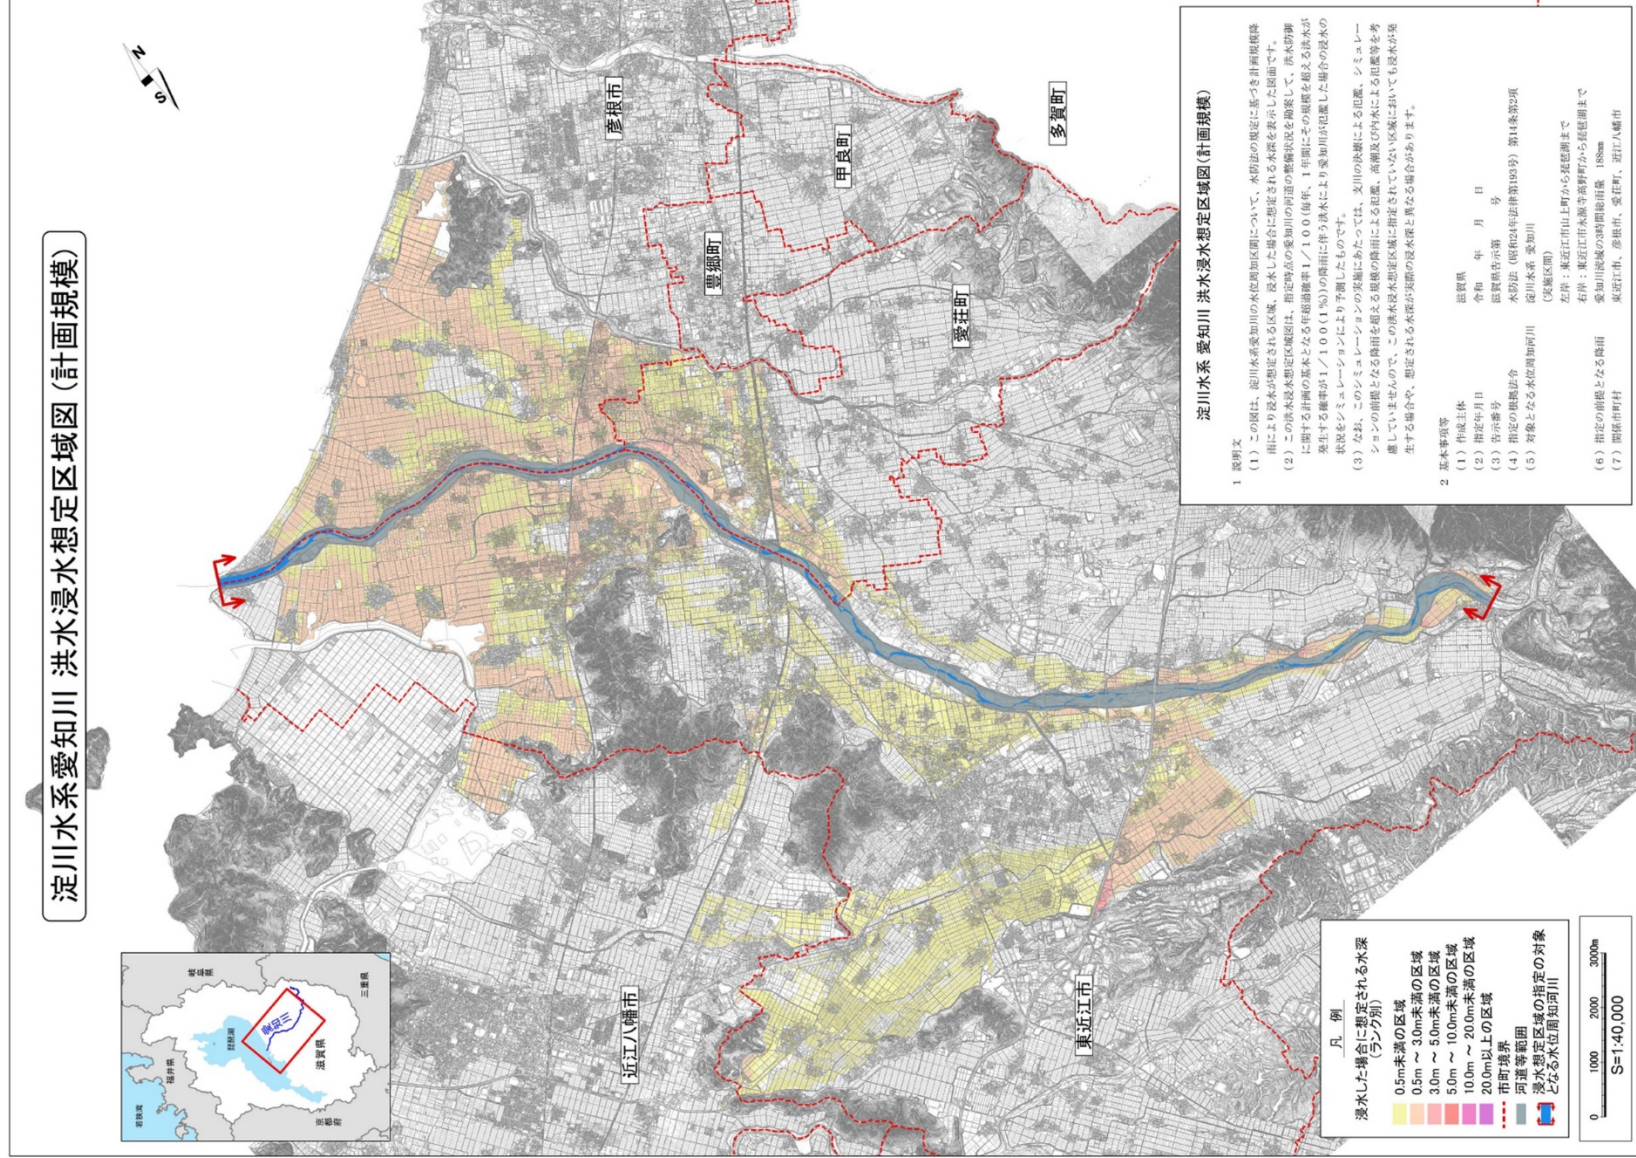 淀川水系愛知川 洪水浸水想定区域図 (計画規模)
N
S
彦根市
多賀町
甲良町
豊郷町
愛荘町
近江八幡市
東近江市
岐阜県
福井県
若狭湾
琵琶湖
愛知川
滋賀県
三重県
京都府
淀川水系 愛知川 洪水浸水想定区域図(計画規模)
1 説明文
(1) この図は、淀川水系愛知川の水位周知区間について、水防法の規定に基づき計画規模降
雨により浸水が想定される区域、浸水した場合に想定される水深を表示した図面です。
(2) この洪水浸水想定区域図は、指定時点の愛知川の河道の整備状況を勘案して、洪水防御
に関する計画の基本となる年超過確率1/100(毎年、1年間にその規模を超える洪水が
発生する確率が1/100(1%))の降雨に伴う洪水により愛知川が氾濫した場合の浸水の
状況をシミュレーションにより予測したものです。
(3) なお、このシミュレーションの実施にあたっては、支川の決壊による氾濫、シミュレー
ションの前提となる降雨を超える規模の降雨による氾濫、高潮及び内水による氾濫等を考
慮していませんので、この洪水浸水想定区域に指定されていない区域においても浸水が発
生する場合や、想定される水深が実際の浸水深と異なる場合があります。
2 基本事項等
(1) 作成主体 滋賀県
(2) 指定年月日 令和 年 月 日
(3) 告示番号 滋賀県告示第 号
(4) 指定の根拠法令 水防法 (昭和24年法律第193号) 第14条第2項
(5) 対象となる水位周知河川 淀川水系 愛知川
(実施区間)
左岸:東近江市山上町から琵琶湖まで
右岸:東近江市永源寺高野町から琵琶湖まで
(6) 指定の前提となる降雨 愛知川流域の3時間総雨量 188mm
(7) 関係市町村 東近江市、彦根市、愛荘町、近江八幡市
凡 例
浸水した場合に想定される水深
(ランク別)
0.5m未満の区域
0.5m ~ 3.0m未満の区域
3.0m ~ 5.0m未満の区域
5.0m ~ 10.0m未満の区域
10.0m ~ 20.0m未満の区域
20.0m以上の区域
市町境界
河道等範囲
浸水想定区域の指定の対象
となる水位周知河川
0 1000 2000 3000m
S=1:40,000